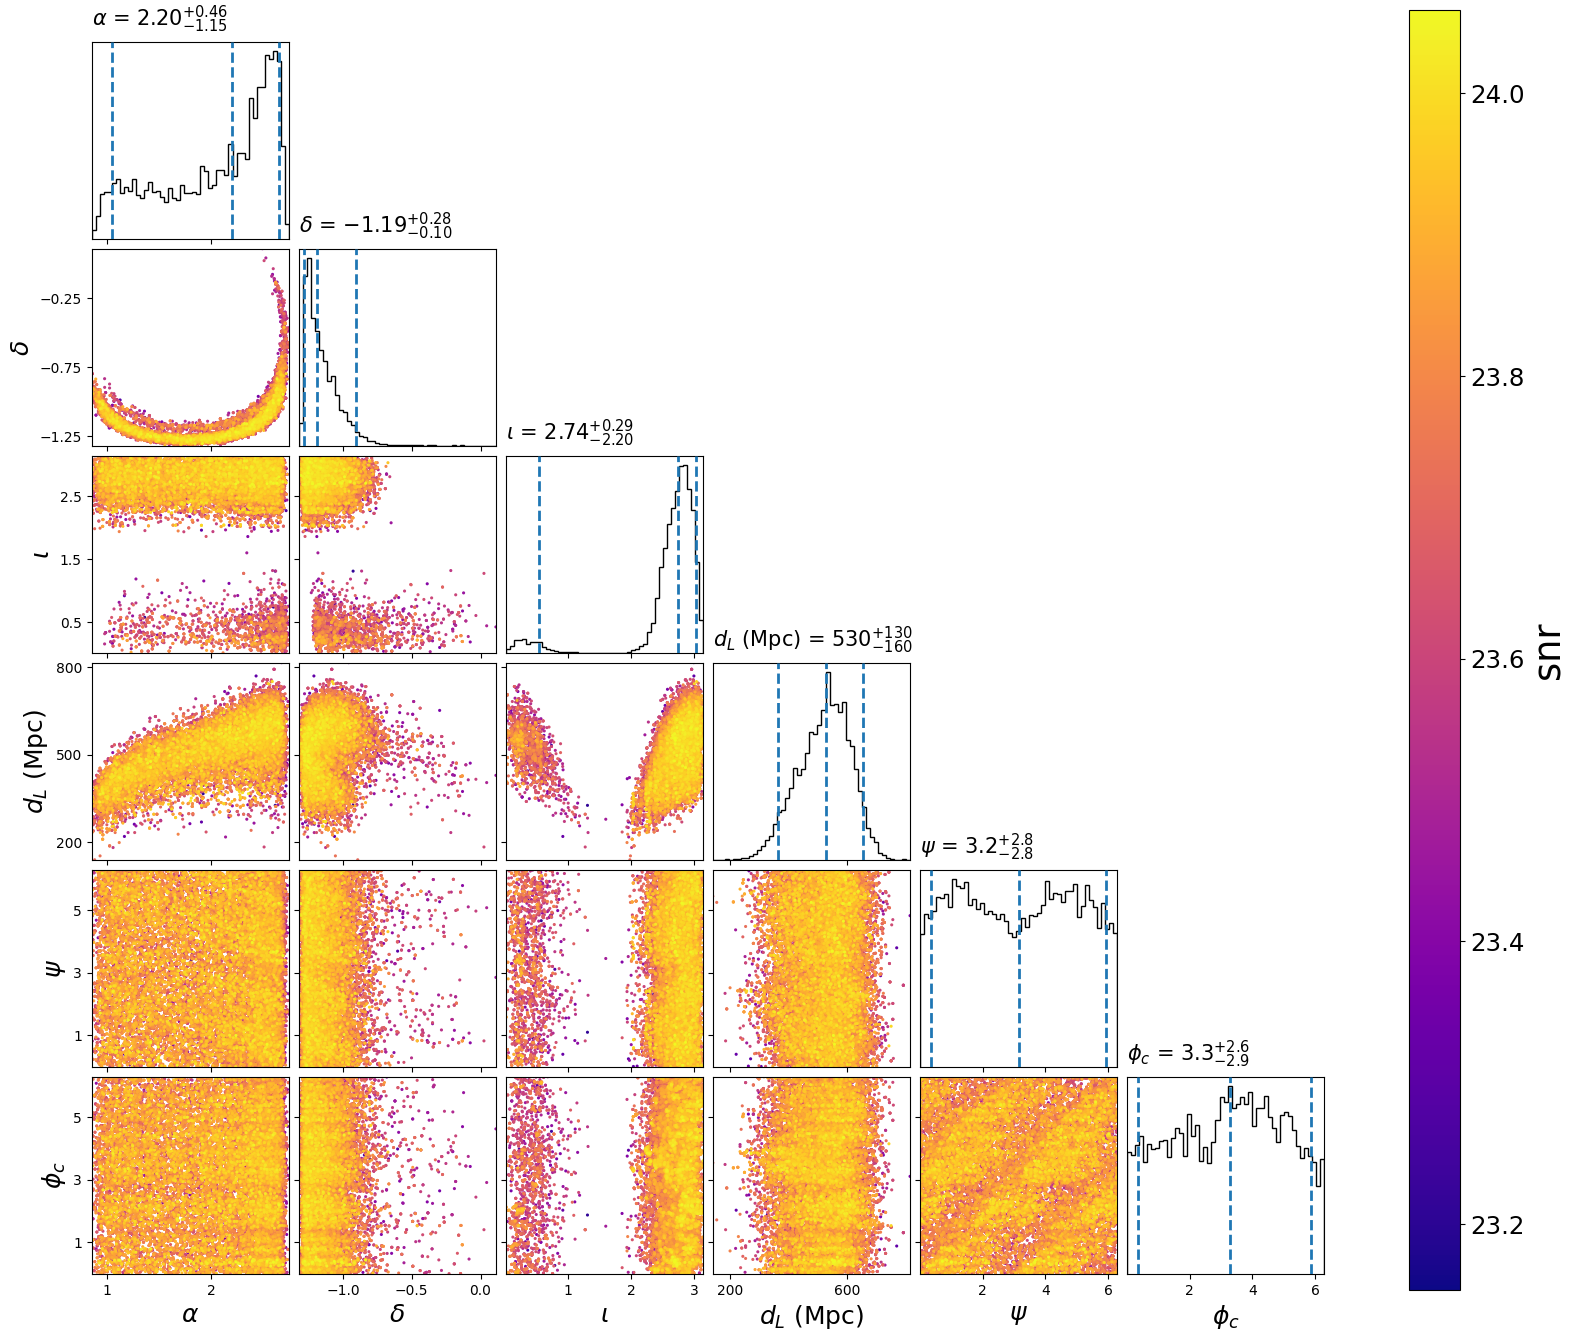 α = 2.20 +0.46 −1.15
24.0
δ = −1.19 +0.28 −0.10
−0.25
δ
−0.75
23.8
−1.25
ι = 2.74 +0.29 −2.20
2.5
ι
1.5
0.5
d_L (Mpc) = 530 +130 −160
23.6
snr
800
d_L (Mpc)
500
200
ψ = 3.2 +2.8 −2.8
5
ψ
3
1
23.4
ϕ_c = 3.3 +2.6 −2.9
5
ϕ_c
3
1
23.2
1 2 −1.0 −0.5 0.0 1 2 3 200 600 2 4 6 2 4 6
α δ ι d_L (Mpc) ψ ϕ_c